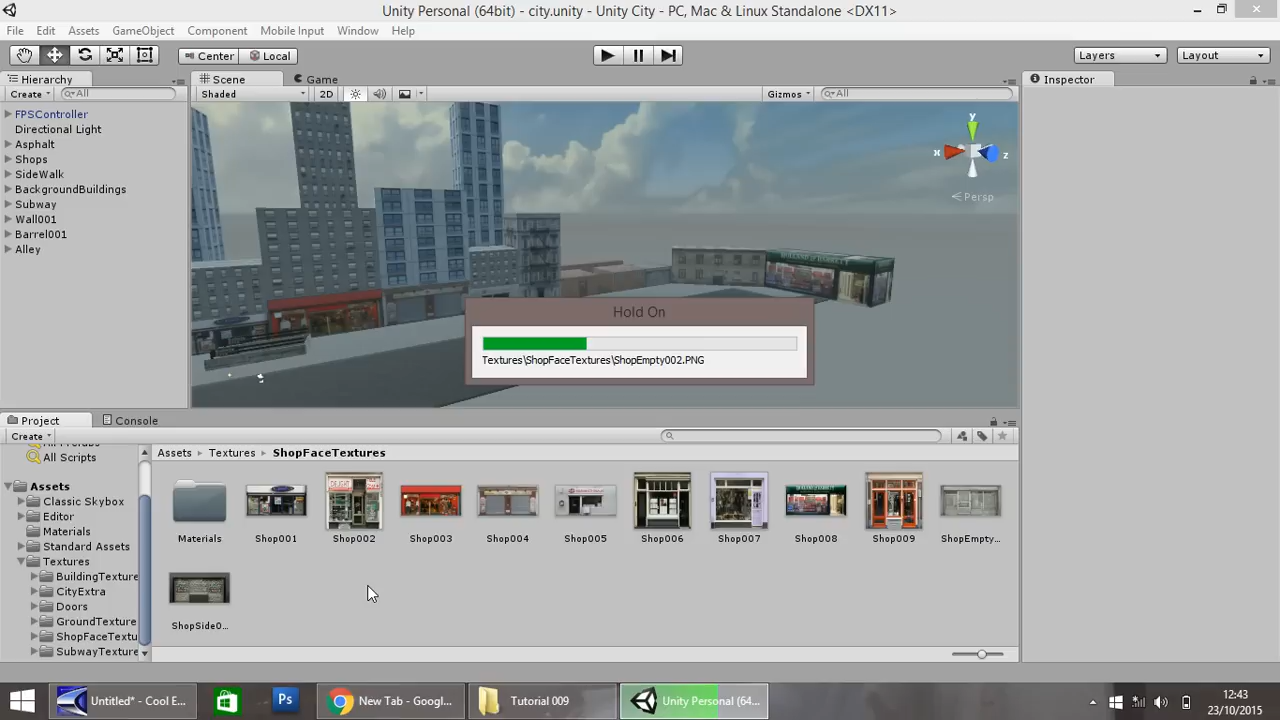 Unity Personal (64bit) - city.unity - Unity City - PC, Mac & Linux Standalone <DX11>
File Edit Assets GameObject Component Mobile Input Window Help
Center Local Layers Layout
Hierarchy Scene Game Inspector
Create All Shaded 2D Gizmos All
FPSController
Directional Light
Asphalt
Shops
SideWalk
BackgroundBuildings
Subway
Wall001
Barrel001
Alley
y
x z
Persp
Hold On
Textures\ShopFaceTextures\ShopEmpty002.PNG
Project Console
Create
All Scripts
Assets
Classic Skybox
Editor
Materials
Standard Assets
Textures
BuildingTexture
CityExtra
Doors
GroundTexture
ShopFaceTextu
SubwayTexture
Assets Textures ShopFaceTextures
Materials Shop001 Shop002 Shop003 Shop004 Shop005 Shop006 Shop007 Shop008 Shop009 ShopEmpty...
ShopSide0...
Untitled* - Cool E... Ps New Tab - Googl... Tutorial 009 Unity Personal (64...
12:43
23/10/2015